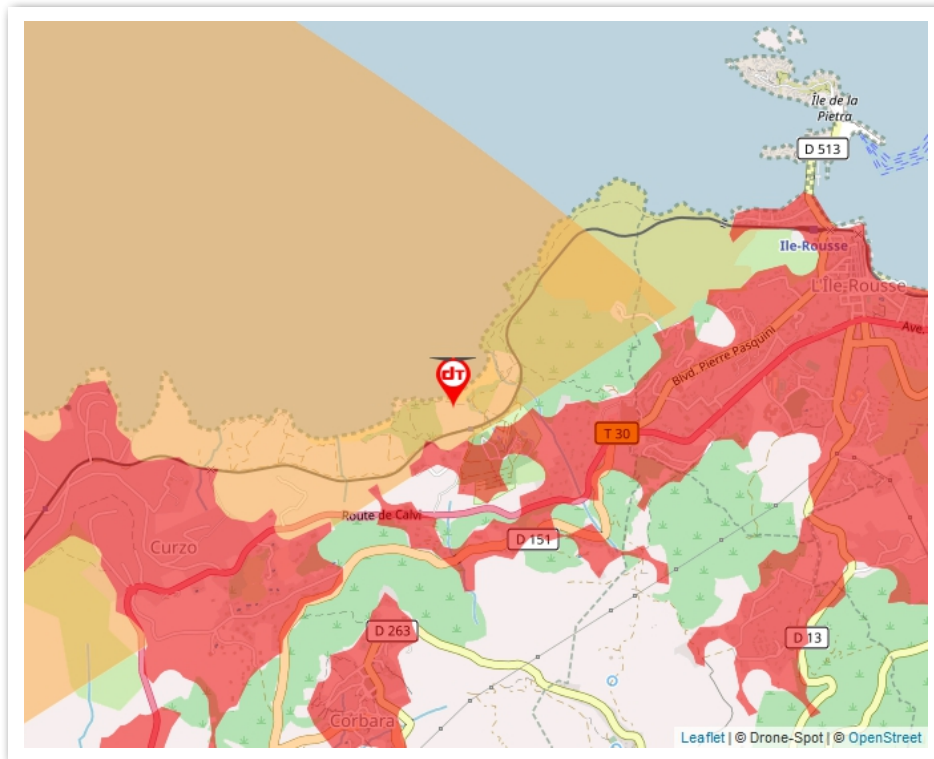 Île de la
Pietra
D 513
Ile-Rousse
L'Île-Rousse
Ave.
Blvd. Pierre Pasquini
dT
T 30
Route de Calvi
D 151
Curzo
D 263
D 13
Corbara
Leaflet | © Drone-Spot | © OpenStreet